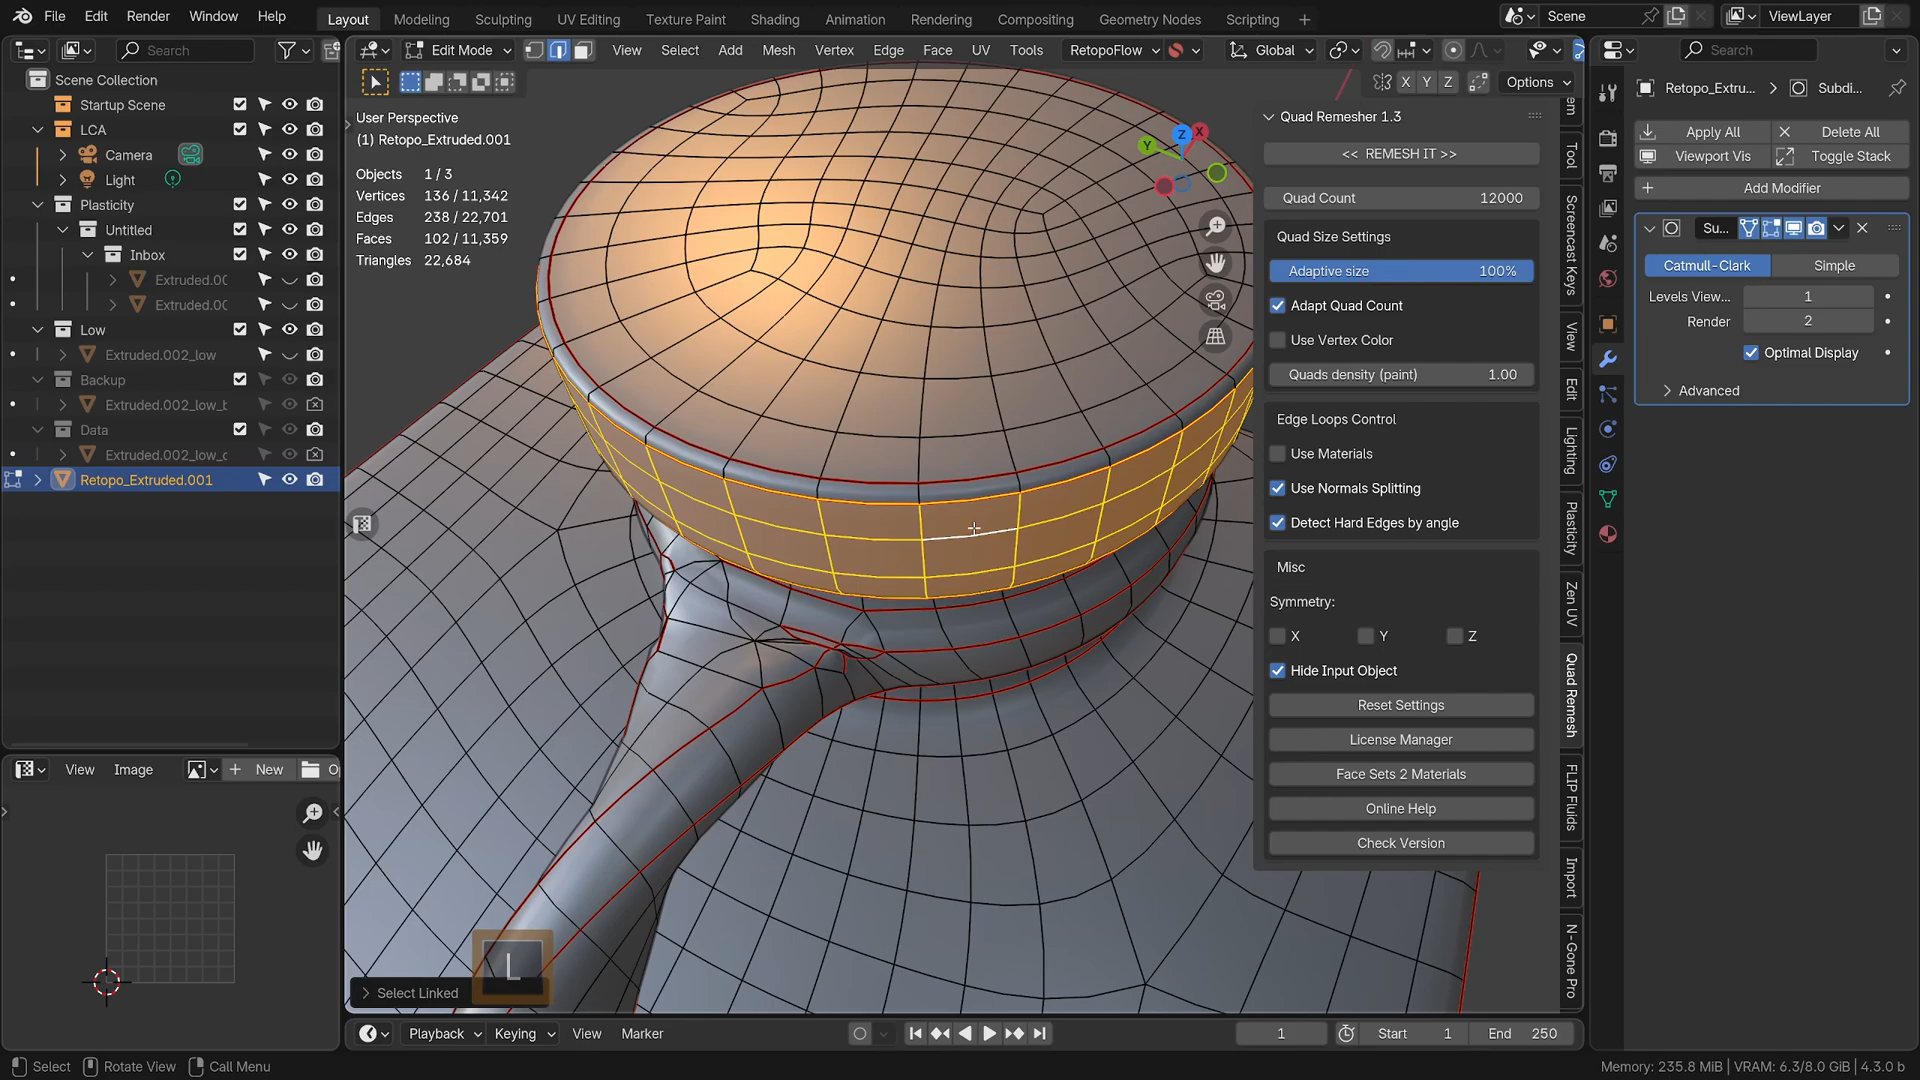 File Edit Render Window Help Layout Modeling Sculpting UV Editing Texture Paint Shading Animation Rendering Compositing Geometry Nodes Scripting + Scene ViewLayer
Search
Edit Mode View Select Add Mesh Vertex Edge Face UV Tools RetopoFlow Global
Search
X Y Z Options
Scene Collection
Startup Scene
LCA
Camera
Light
Plasticity
Untitled
Inbox
Extruded.00
Extruded.00
Low
Extruded.002_low
Backup
Extruded.002_low_b
Data
Extruded.002_low_c
Retopo_Extruded.001
User Perspective
(1) Retopo_Extruded.001
Objects 1 / 3
Vertices 136 / 11,342
Edges 238 / 22,701
Faces 102 / 11,359
Triangles 22,684
Z X Y
Quad Remesher 1.3
<< REMESH IT >>
Quad Count 12000
Quad Size Settings
Adaptive size 100%
Adapt Quad Count
Use Vertex Color
Quads density (paint) 1.00
Edge Loops Control
Use Materials
Use Normals Splitting
Detect Hard Edges by angle
Misc
Symmetry:
X Y Z
Hide Input Object
Reset Settings
License Manager
Face Sets 2 Materials
Online Help
Check Version
Tool
Screencast Keys
View
Edit
Lighting
Plasticity
Zen UV
Quad Remesh
FLIP Fluids
Import
N-Gone Pro
Retopo_Extru... Subdi...
Apply All Delete All
Viewport Vis Toggle Stack
Add Modifier
Su...
Catmull-Clark Simple
Levels View... 1
Render 2
Optimal Display
Advanced
View Image + New
L
Select Linked
Playback Keying View Marker 1 Start 1 End 250
Select Rotate View Call Menu Memory: 235.8 MiB | VRAM: 6.3/8.0 GiB | 4.3.0 b